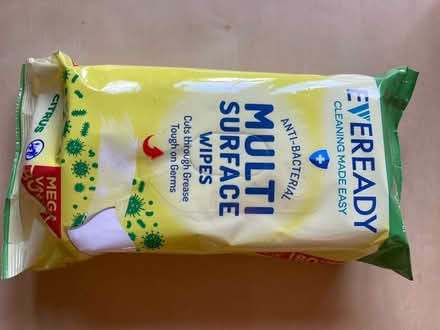 EVEREADY
CLEANING MADE EASY
ANTI-BACTERIAL
MULTI
SURFACE
WIPES
Cuts through Grease
Tough on Germs
CITRUS
MEGA